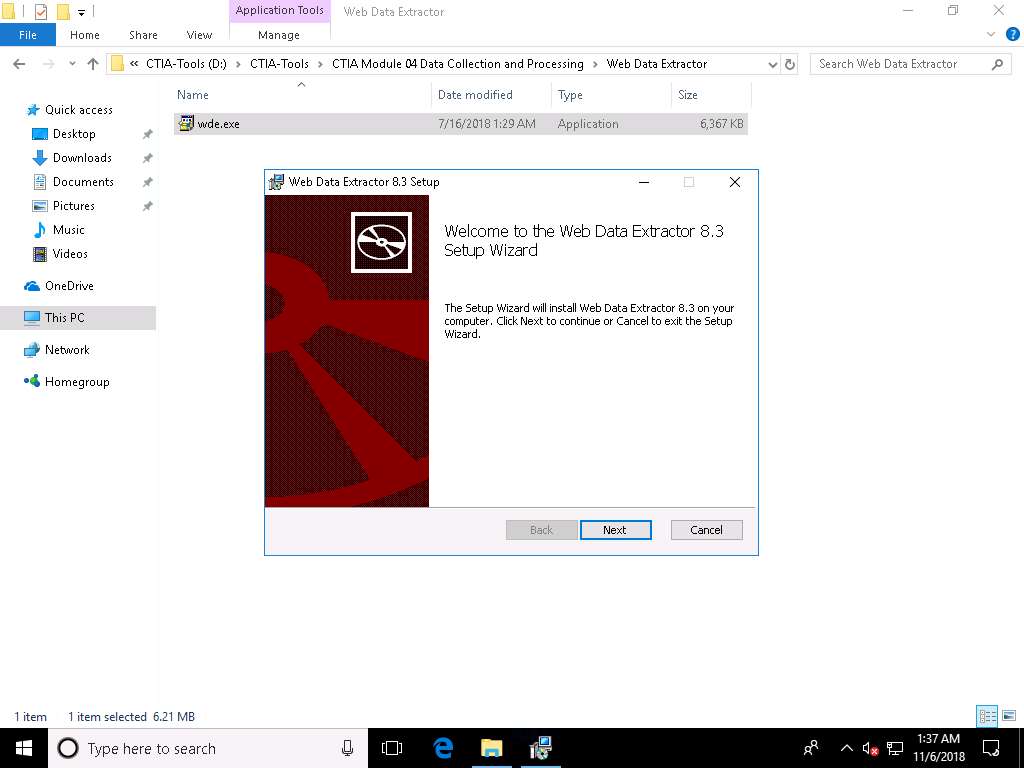 Application Tools
Web Data Extractor
File
Home
Share
View
Manage
« CTIA-Tools (D:) > CTIA-Tools > CTIA Module 04 Data Collection and Processing > Web Data Extractor
Search Web Data Extractor
Name
Date modified
Type
Size
wde.exe
7/16/2018 1:29 AM
Application
6,367 KB
Quick access
Desktop
Downloads
Documents
Pictures
Music
Videos
OneDrive
This PC
Network
Homegroup
Web Data Extractor 8.3 Setup
Welcome to the Web Data Extractor 8.3
Setup Wizard
The Setup Wizard will install Web Data Extractor 8.3 on your
computer. Click Next to continue or Cancel to exit the Setup
Wizard.
Back
Next
Cancel
1 item
1 item selected 6.21 MB
Type here to search
1:37 AM
11/6/2018